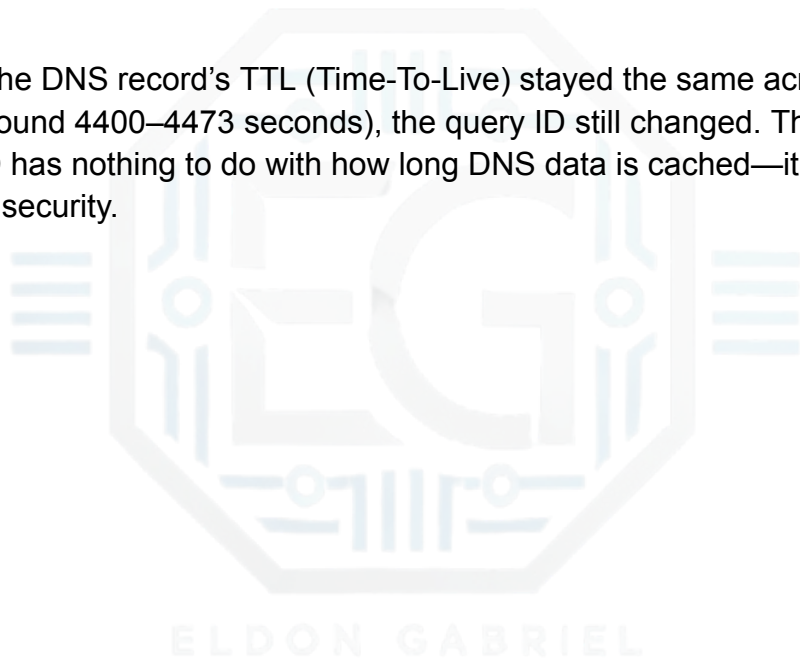 he DNS record’s TTL (Time-To-Live) stayed the same acr
ound 4400–4473 seconds), the query ID still changed. Th
has nothing to do with how long DNS data is cached—it
security.
EG
ELDON GABRIEL